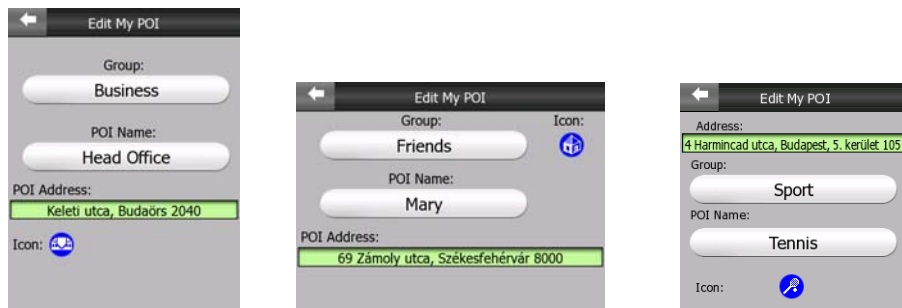 Edit My POI
Group:
Business
POI Name:
Head Office
POI Address:
Keleti utca, Budaörs 2040
Icon:
Edit My POI
Group:
Icon:
Friends
POI Name:
Mary
POI Address:
69 Zámoly utca, Székesfehérvár 8000
Edit My POI
Address:
4 Harmincad utca, Budapest, 5. kerület 105
Group:
Sport
POI Name:
Tennis
Icon: